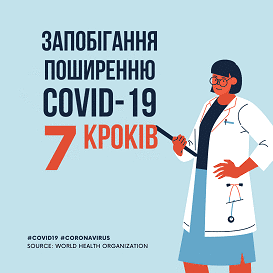 ЗАПОБІГАННЯ
ПОШИРЕННЮ
COVID-19
7 КРОКІВ
#COVID19 #CORONAVIRUS
SOURCE: WORLD HEALTH ORGANIZATION